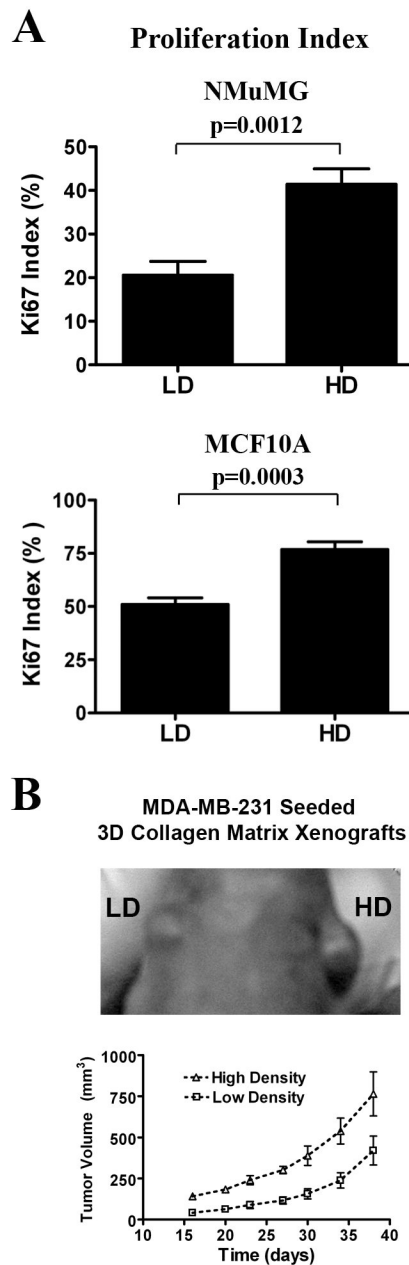 A
Proliferation Index
NMuMG
p=0.0012
50
40
30
20
10
0
Ki67 Index (%)
LD HD
MCF10A
p=0.0003
100
75
50
25
0
Ki67 Index (% )
LD HD
B
MDA-MB-231 Seeded
3D Collagen Matrix Xenografts
LD HD
1000
750
500
250
0
Tumor Volume (mm³)
High Density
Low Density
10 15 20 25 30 35 40
Time (days)